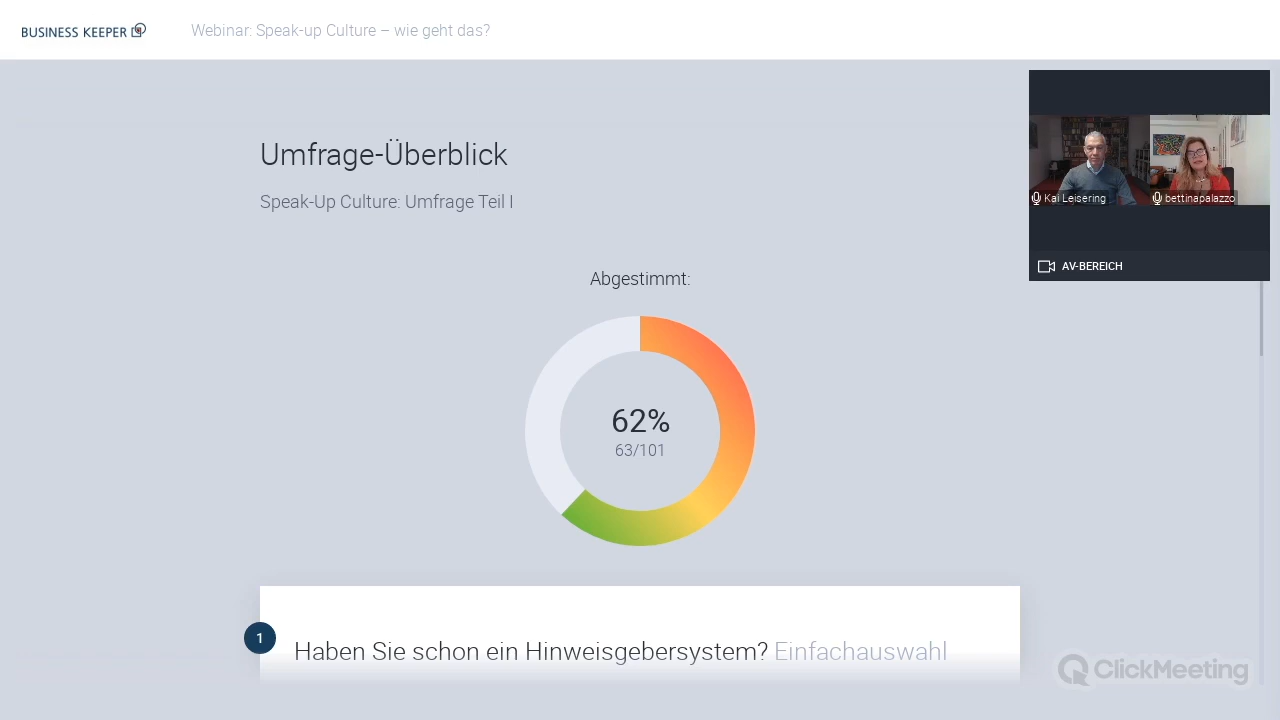 BUSINESS KEEPER
Webinar: Speak-up Culture – wie geht das?
Umfrage-Überblick
Speak-Up Culture: Umfrage Teil I
Kai Leisering
bettinapalazzo
AV-BEREICH
Abgestimmt:
62%
63/101
1
Haben Sie schon ein Hinweisgebersystem? Einfachauswahl
ClickMeeting